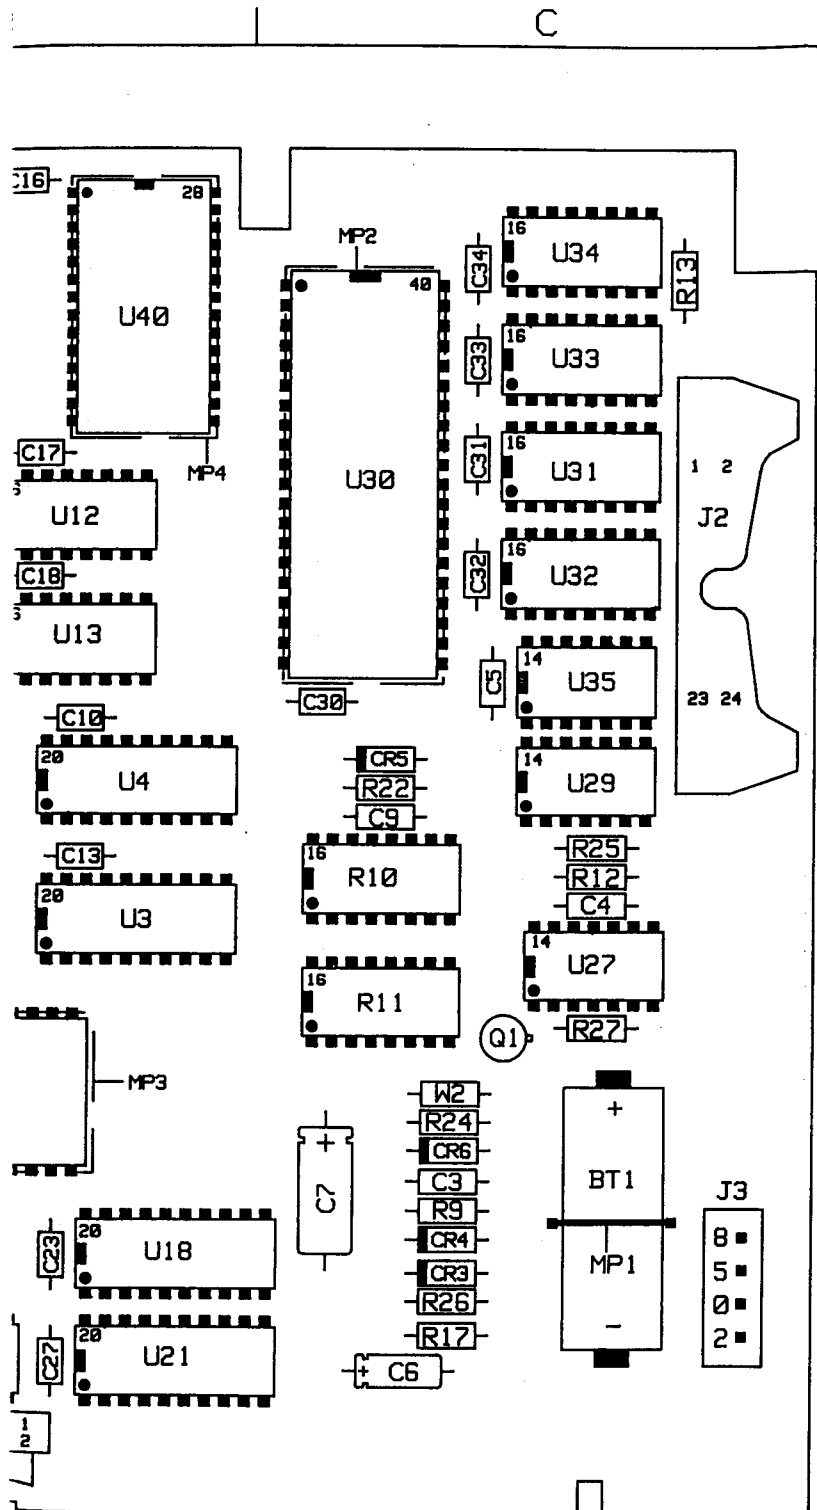 C
C16
28
U40
MP2
40
U30
16
U34
C34
R13
16
U33
C33
16
U31
C31
1 2
J2
C17
MP4
U12
C18
U13
16
U32
C32
14
U35
C5
23 24
C30
C10
20
U4
CR5
R22
C9
14
U29
C13
20
U3
16
R10
R25
R12
C4
14
U27
16
R11
Q1
R27
MP3
W2
R24
CR6
C3
R9
CR4
CR3
R26
R17
+
C7
+
BT1
MP1
−
J3
8
5
0
2
C23
20
U18
C27
20
U21
+
C6
1
2